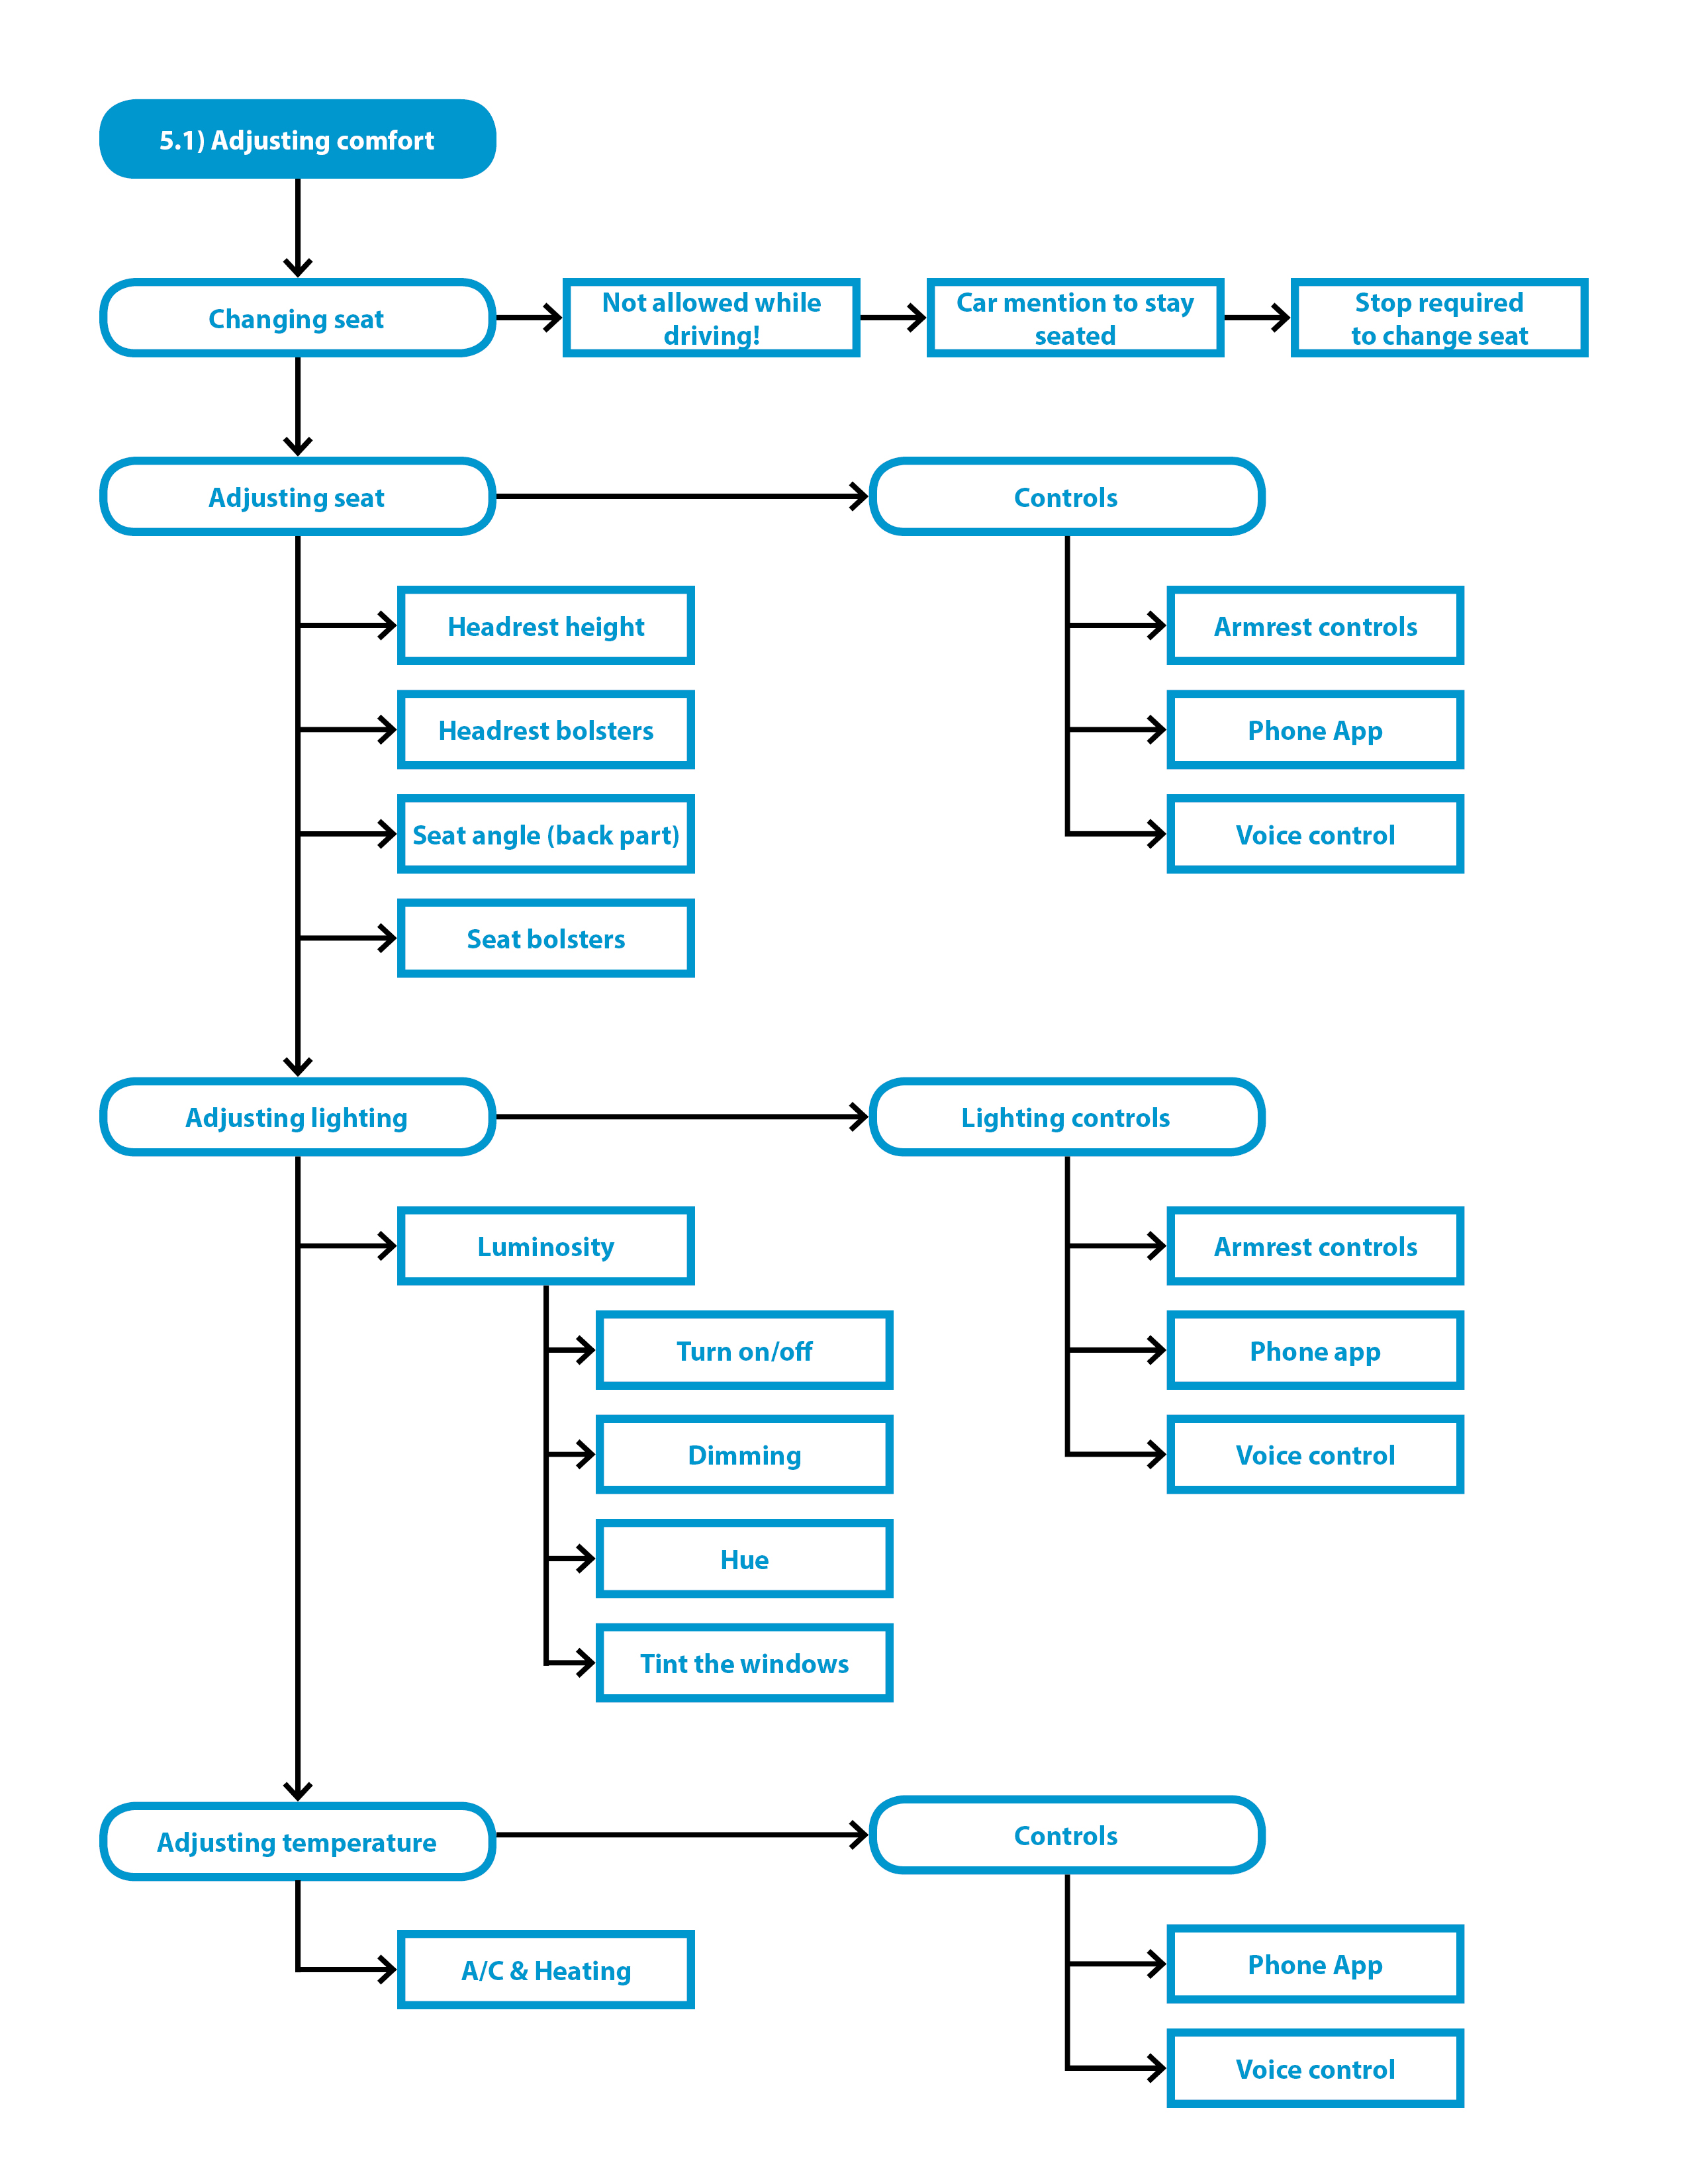 5.1) Adjusting comfort
Changing seat
Not allowed while
driving!
Car mention to stay
seated
Stop required
to change seat
Adjusting seat
Controls
Headrest height
Headrest bolsters
Seat angle (back part)
Seat bolsters
Armrest controls
Phone App
Voice control
Adjusting lighting
Lighting controls
Luminosity
Turn on/off
Dimming
Hue
Tint the windows
Armrest controls
Phone app
Voice control
Adjusting temperature
Controls
A/C & Heating
Phone App
Voice control